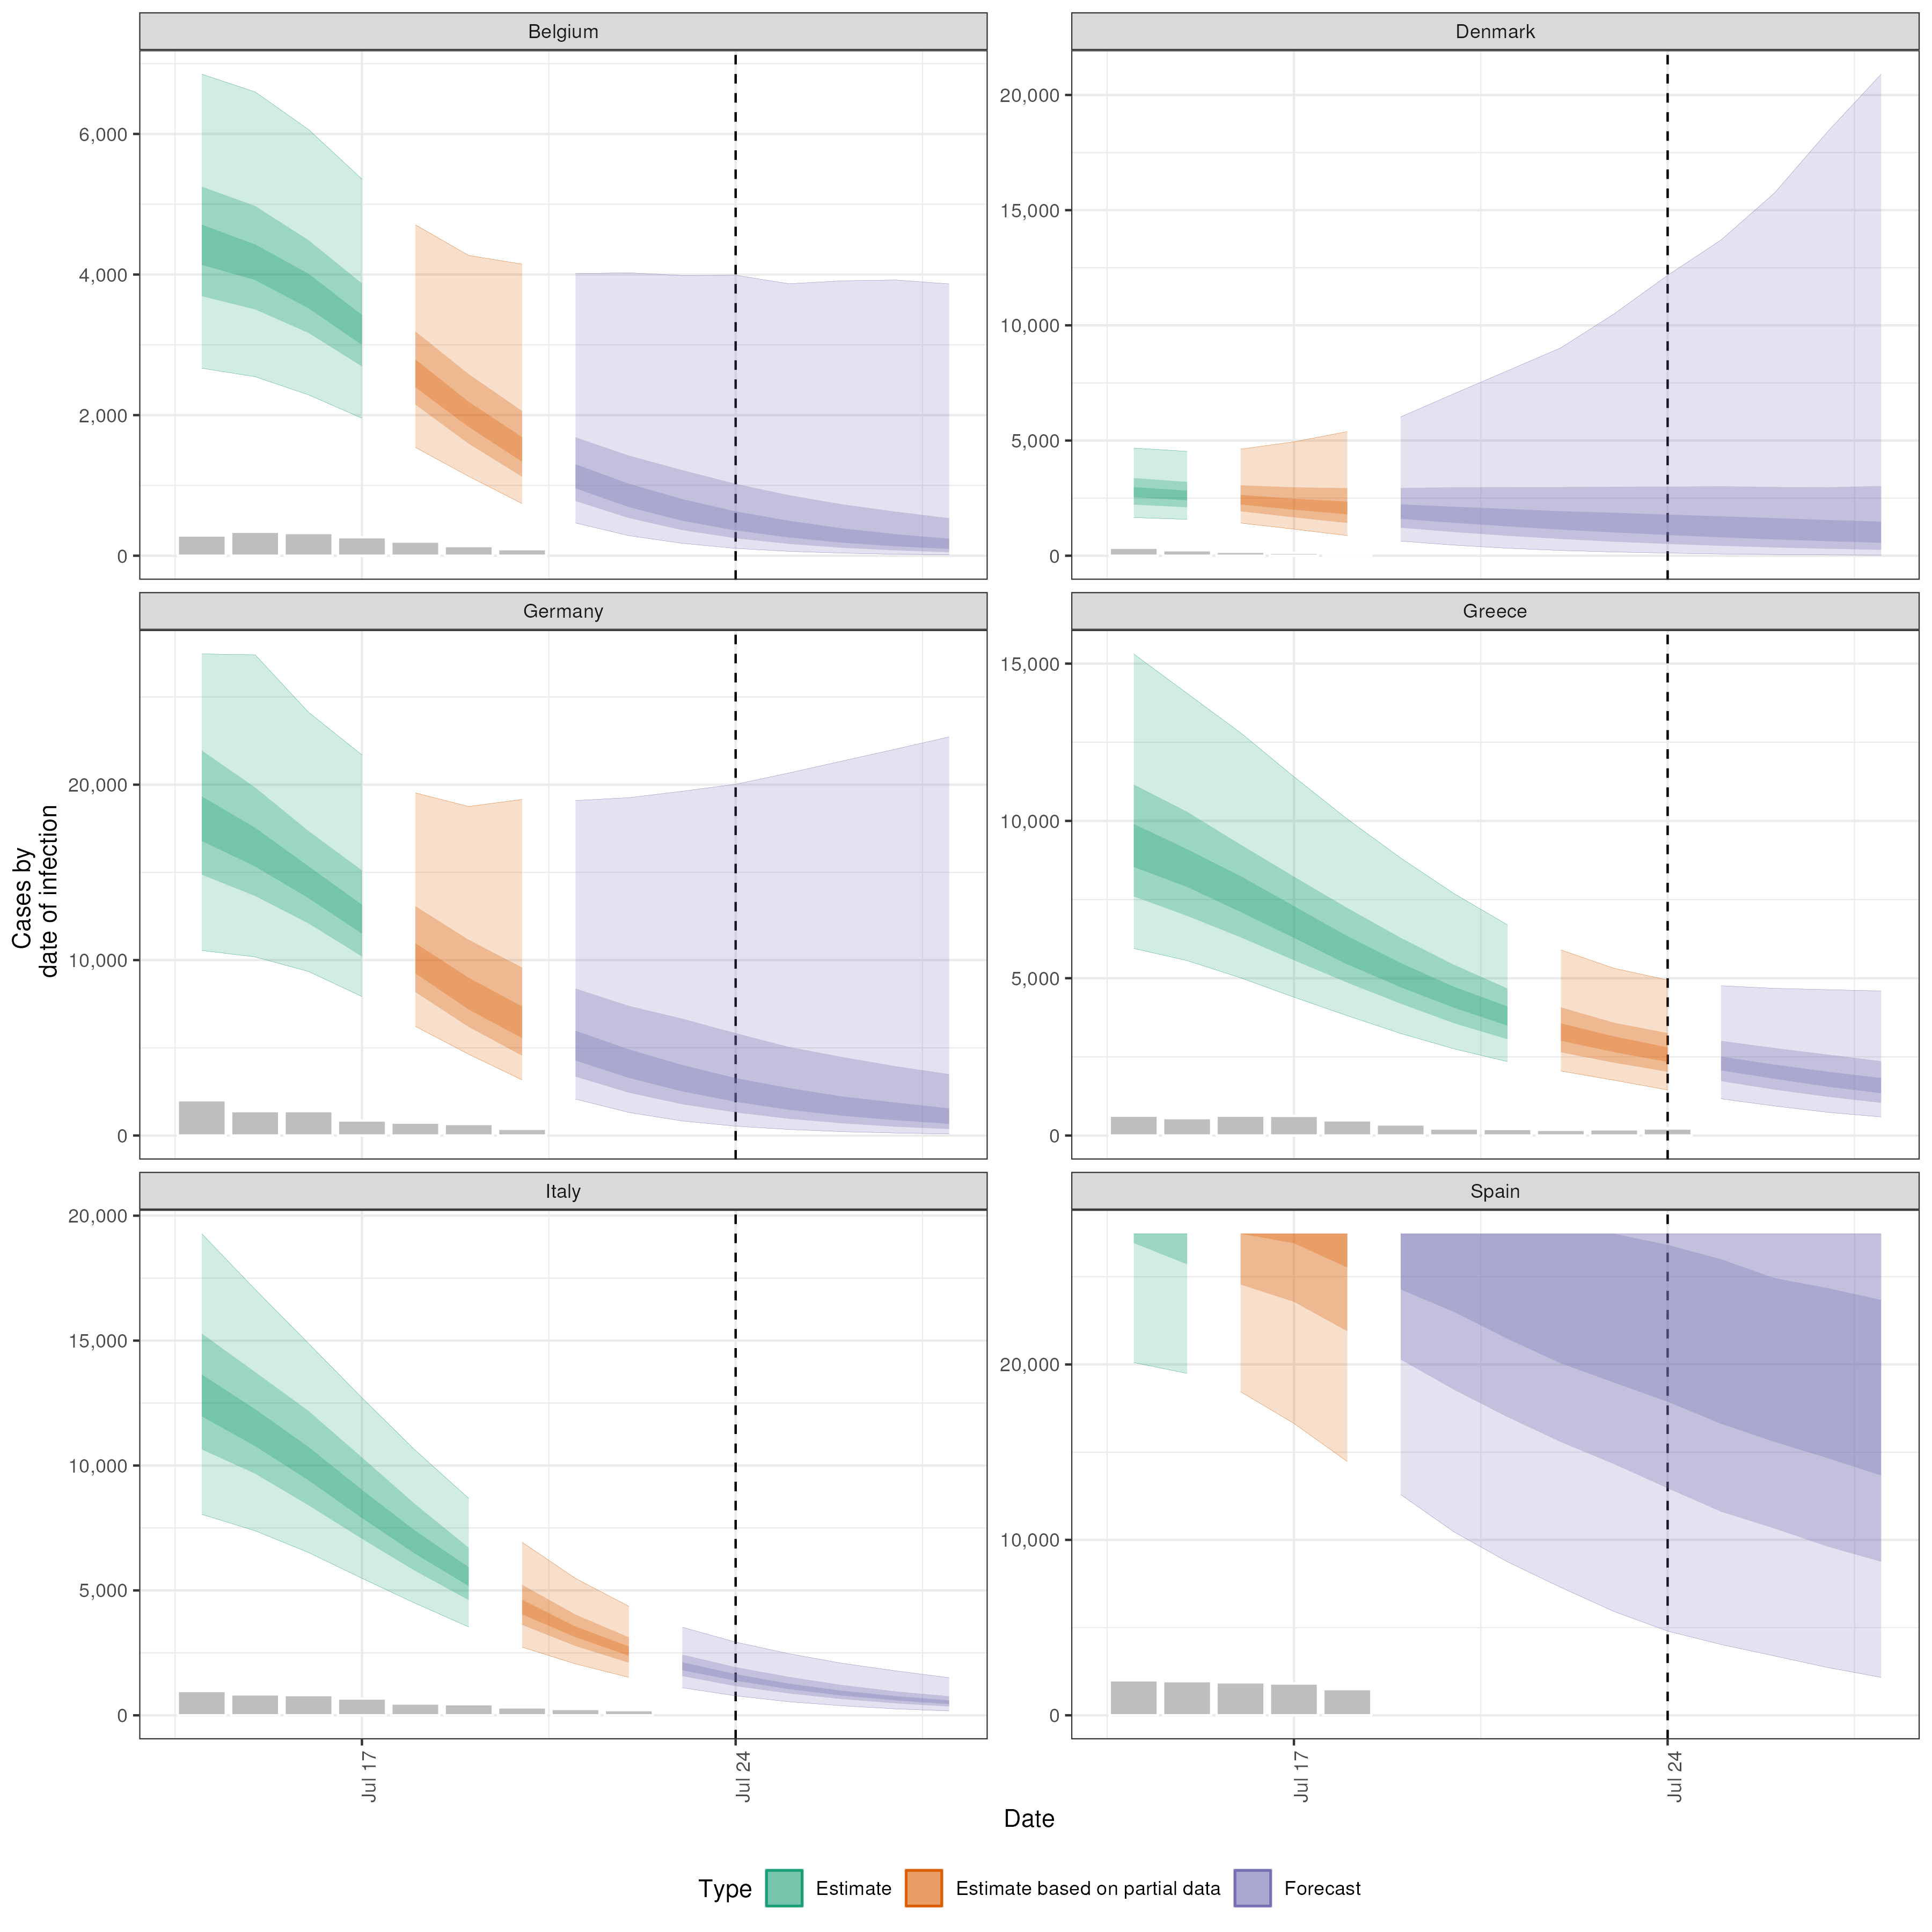 Belgium
Denmark
6,000
4,000
2,000
0
20,000
15,000
10,000
5,000
0
Germany
Greece
20,000
10,000
0
15,000
10,000
5,000
0
Italy
Spain
20,000
15,000
10,000
5,000
0
20,000
10,000
0
Cases by
date of infection
Jul 17
Jul 24
Jul 17
Jul 24
Date
Type
Estimate
Estimate based on partial data
Forecast